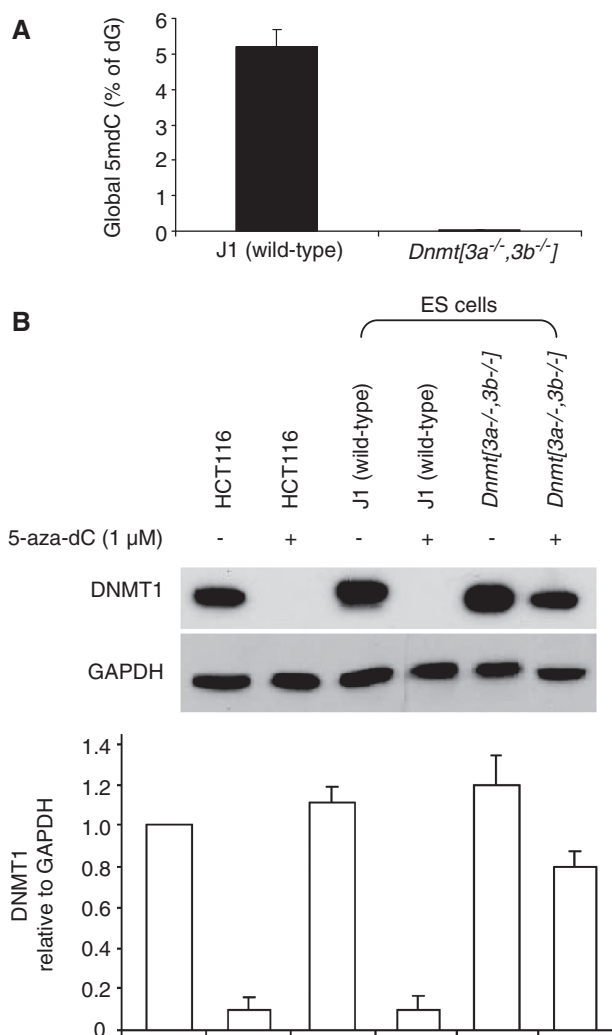 A
Global 5mdC (% of dG)
6
5
4
3
2
1
0
J1 (wild-type)
Dnmt[3a-/-,3b-/-]
B
ES cells
HCT116
HCT116
J1 (wild-type)
J1 (wild-type)
Dnmt[3a-/-,3b-/-]
Dnmt[3a-/-,3b-/-]
5-aza-dC (1 µM) - + - + - +
DNMT1
GAPDH
DNMT1
relative to GAPDH
1.4
1.2
1.0
0.8
0.6
0.4
0.2
0